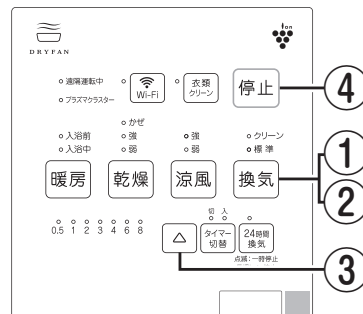 ion
DRYFAN
遠隔運転中
プラズマクラスター
Wi-Fi
衣類
クリーン
停止
④
入浴前
入浴中
かぜ
強
弱
強
弱
クリーン
標準
暖房
乾燥
涼風
換気
①
②
0.5 1 2 3 4 6 8
切 入
タイマー
切替
24時間
換気
点滅:一時停止
③